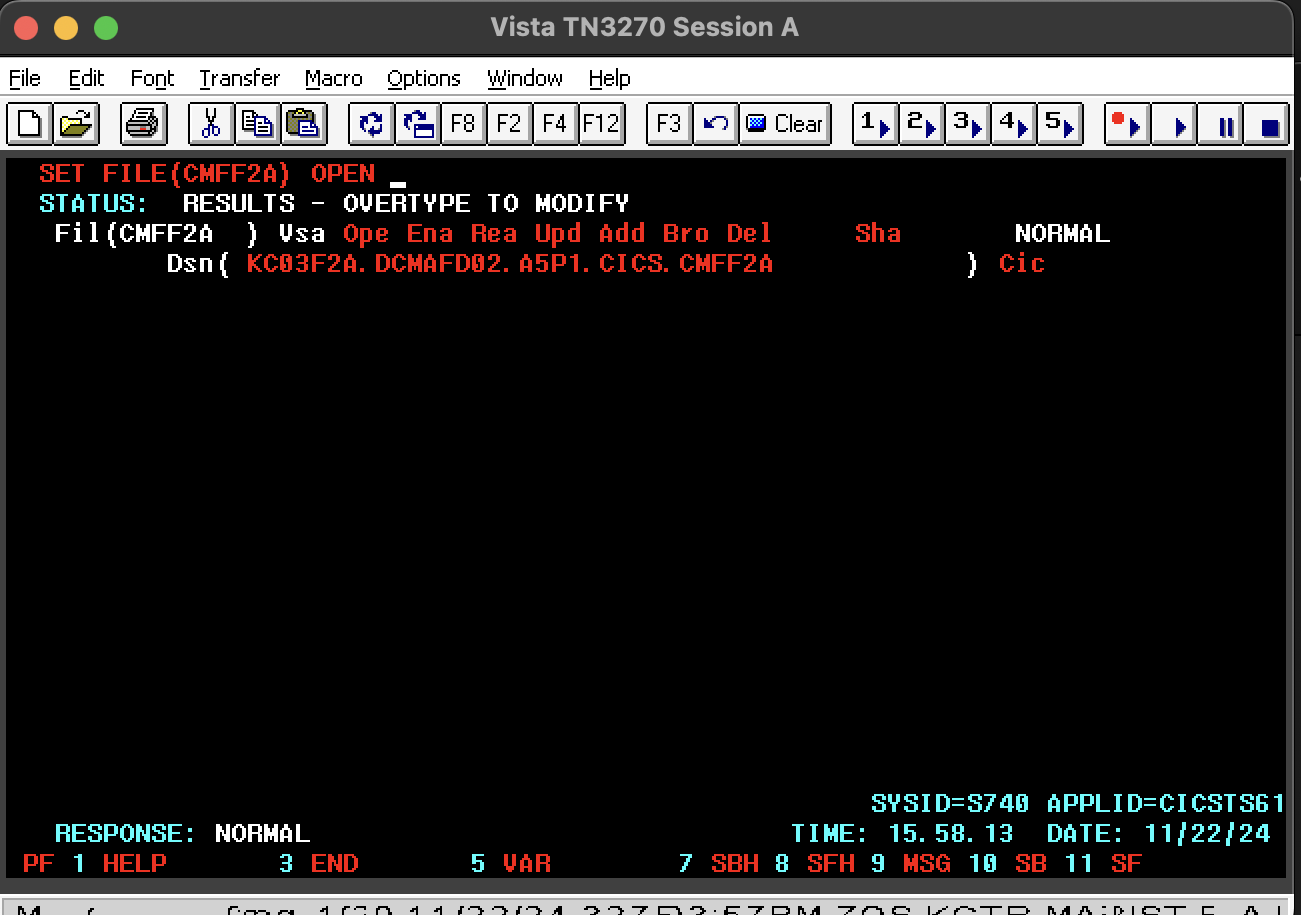 Vista TN3270 Session A
File Edit Font Transfer Macro Options Window Help
F8 F2 F4 F12 F3 Clear 1 2 3 4 5
SET FILE(CMFF2A) OPEN _
STATUS: RESULTS - OVERTYPE TO MODIFY
Fil(CMFF2A ) Vsa Ope Ena Rea Upd Add Bro Del Sha NORMAL
Dsn( KC03F2A.DCMAFD02.A5P1.CICS.CMFF2A ) Cic
SYSID=S740 APPLID=CICSTS61
RESPONSE: NORMAL TIME: 15.58.13 DATE: 11/22/24
PF 1 HELP 3 END 5 VAR 7 SBH 8 SFH 9 MSG 10 SB 11 SF